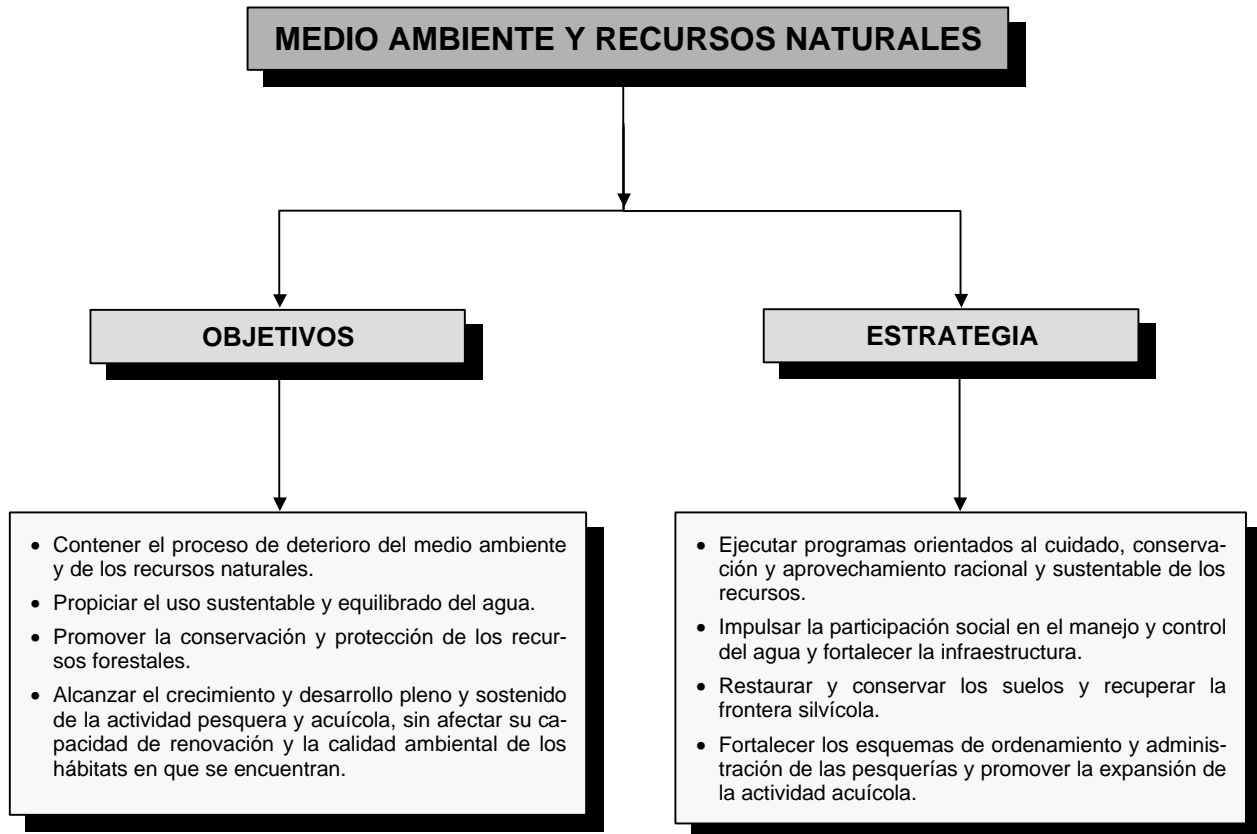 MEDIO AMBIENTE Y RECURSOS NATURALES
OBJETIVOS
• Contener el proceso de deterioro del medio ambiente
y de los recursos naturales.
• Propiciar el uso sustentable y equilibrado del agua.
• Promover la conservación y protección de los recur-
sos forestales.
• Alcanzar el crecimiento y desarrollo pleno y sostenido
de la actividad pesquera y acuícola, sin afectar su ca-
pacidad de renovación y la calidad ambiental de los
hábitats en que se encuentran.
ESTRATEGIA
• Ejecutar programas orientados al cuidado, conserva-
ción y aprovechamiento racional y sustentable de los
recursos.
• Impulsar la participación social en el manejo y control
del agua y fortalecer la infraestructura.
• Restaurar y conservar los suelos y recuperar la
frontera silvícola.
• Fortalecer los esquemas de ordenamiento y adminis-
tración de las pesquerías y promover la expansión de
la actividad acuícola.